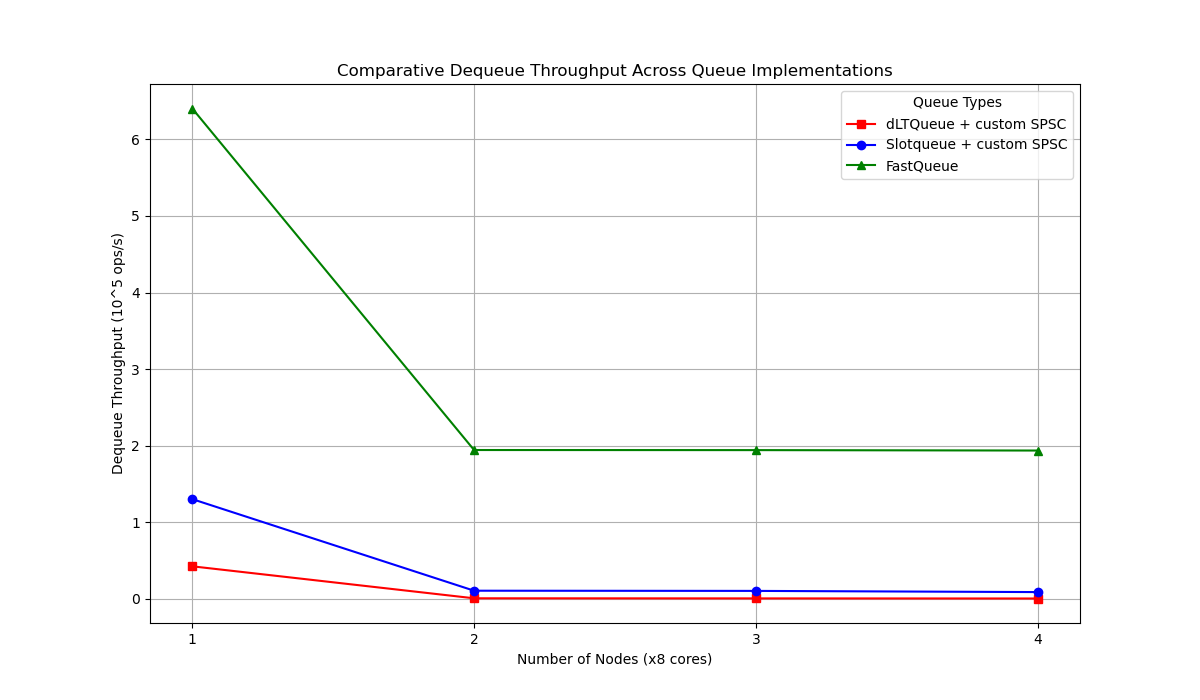 Comparative Dequeue Throughput Across Queue Implementations
Queue Types
dLTQueue + custom SPSC
Slotqueue + custom SPSC
FastQueue
Dequeue Throughput (10^5 ops/s)
6
5
4
3
2
1
0
1
2
3
4
Number of Nodes (x8 cores)